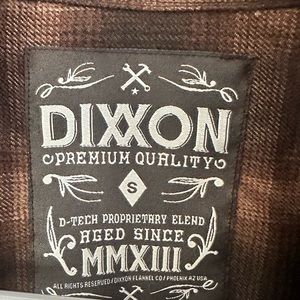 DIXXON
PREMIUM QUALITY
S
D-TECH PROPRIETARY BLEND
AGED SINCE
MMXIII
ALL RIGHTS RESERVED / DIXXON FLANNEL CO / PHOENIX AZ USA